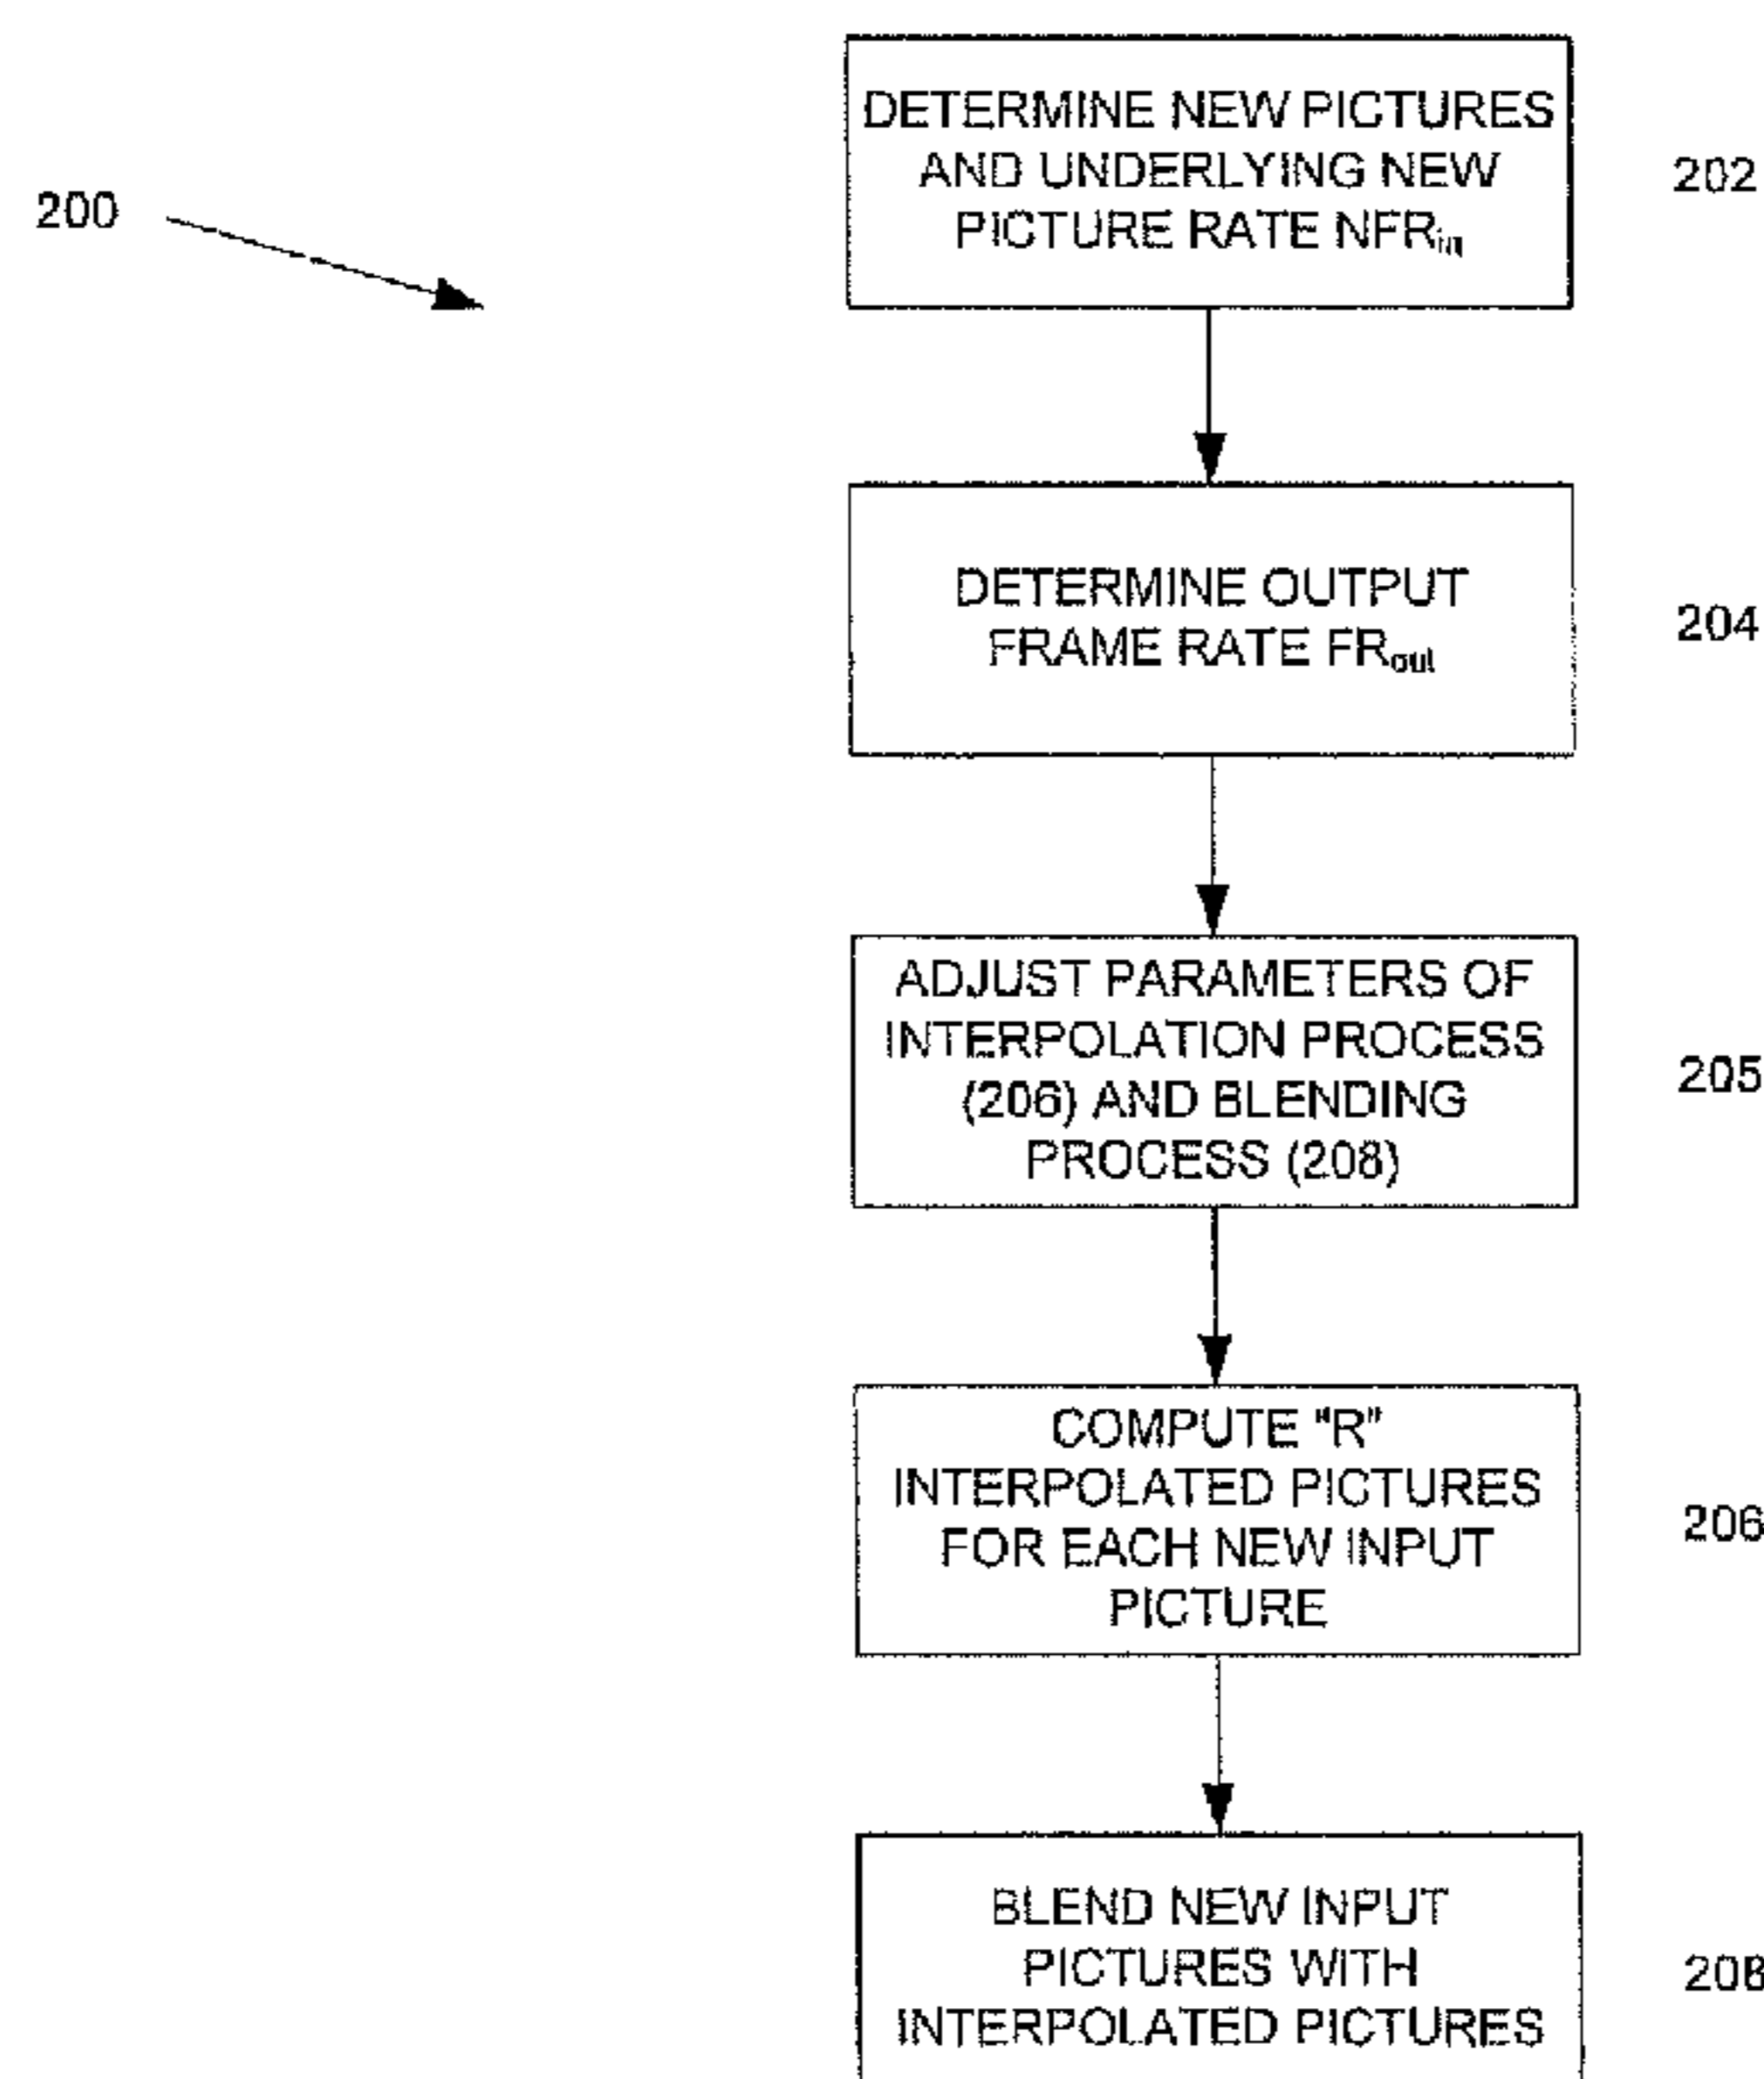 DETERMINE NEW PICTURES
AND UNDERLYING NEW
PICTURE RATE NFRin
202
200
DETERMINE OUTPUT
FRAME RATE FRout
204
ADJUST PARAMETERS OF
INTERPOLATION PROCESS
(206) AND BLENDING
PROCESS (208)
205
COMPUTE "R"
INTERPOLATED PICTURES
FOR EACH NEW INPUT
PICTURE
206
BLEND NEW INPUT
PICTURES WITH
INTERPOLATED PICTURES
208